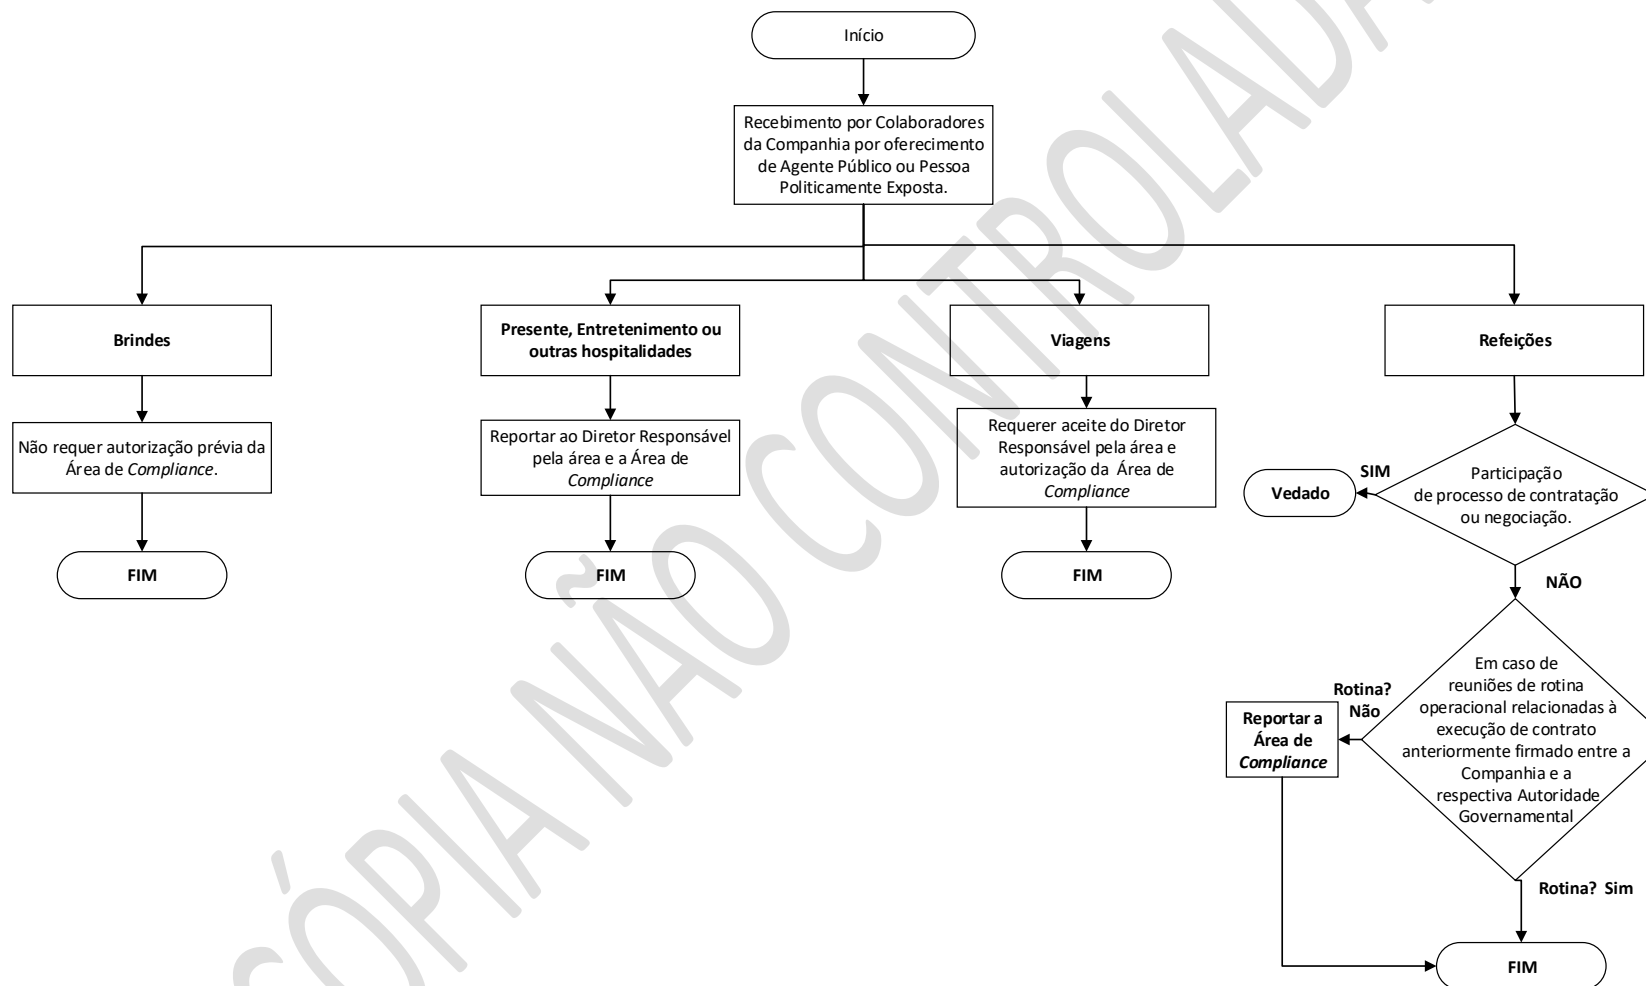 Início
Recebimento por Colaboradores
da Companhia por oferecimento
de Agente Público ou Pessoa
Politicamente Exposta.
Brindes
Não requer autorização prévia da
Área de Compliance.
FIM
Presente, Entretenimento ou
outras hospitalidades
Reportar ao Diretor Responsável
pela área e a Área de
Compliance
FIM
Viagens
Requerer aceite do Diretor
Responsável pela área e
autorização da Área de
Compliance
FIM
Refeições
Participação
de processo de contratação
ou negociação.
SIM
Vedado
NÃO
Em caso de
reuniões de rotina
operacional relacionadas à
execução de contrato
anteriormente firmado entre a
Companhia e a
respectiva Autoridade
Governamental
Rotina?
Não
Reportar a
Área de
Compliance
Rotina? Sim
FIM
CÓPIA NÃO CONTROLADA